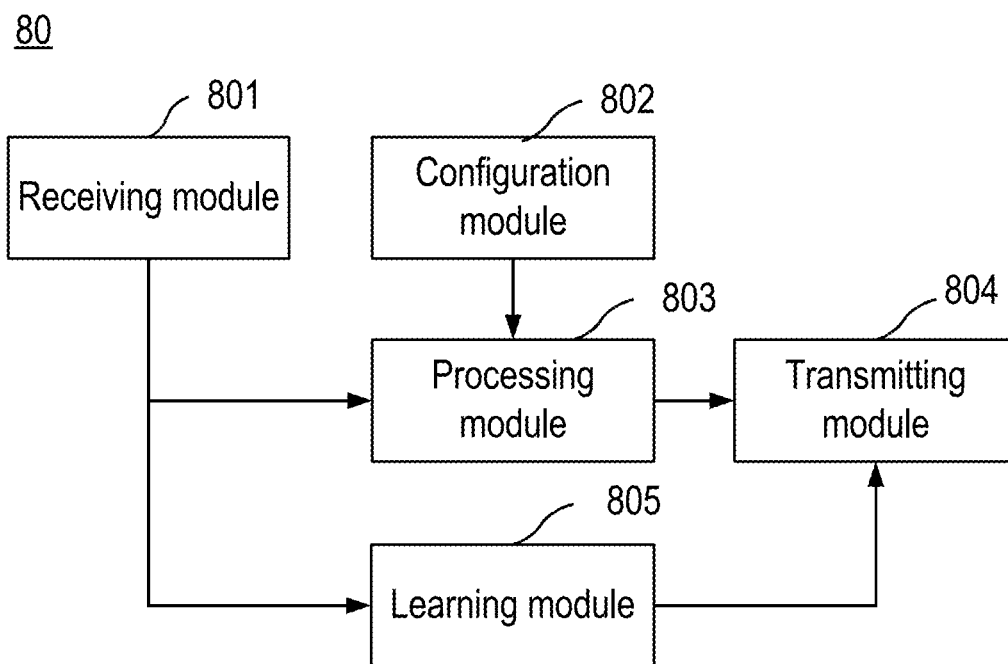 80
801
802
Receiving module
Configuration
module
803
804
Processing
module
Transmitting
module
805
Learning module